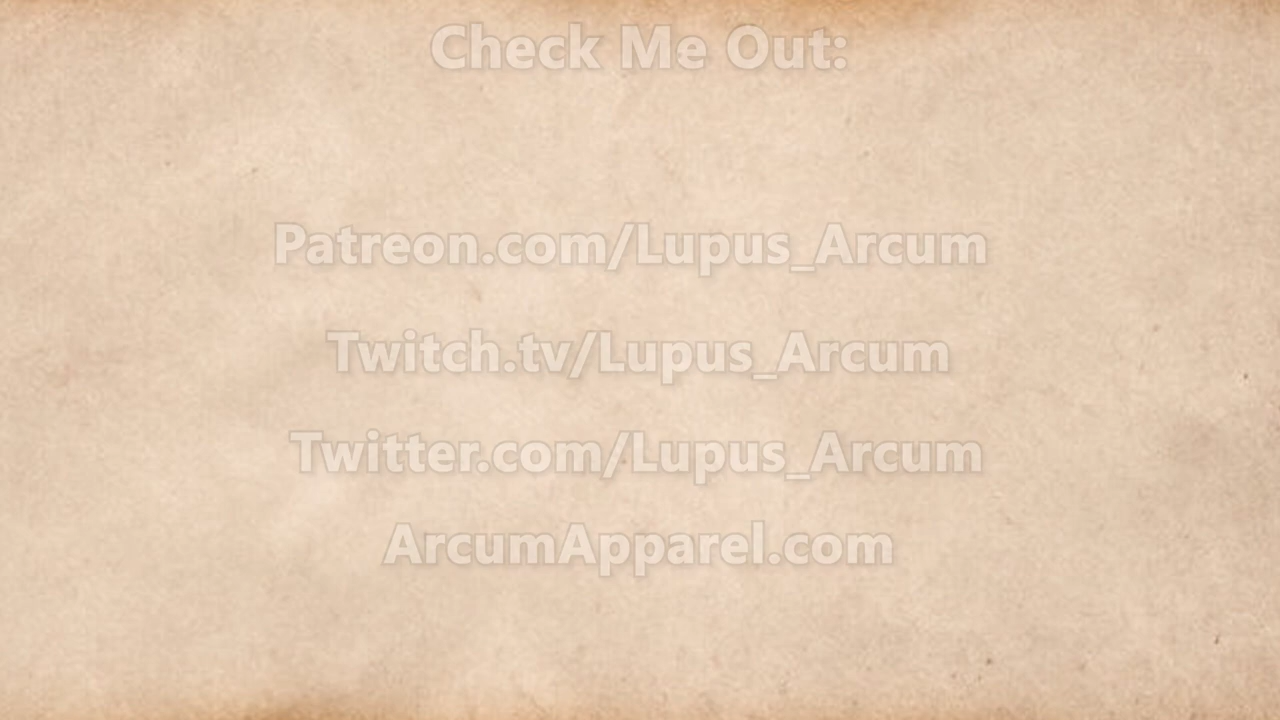 Check Me Out:
Patreon.com/Lupus_Arcum
Twitch.tv/Lupus_Arcum
Twitter.com/Lupus_Arcum
ArcumApparel.com